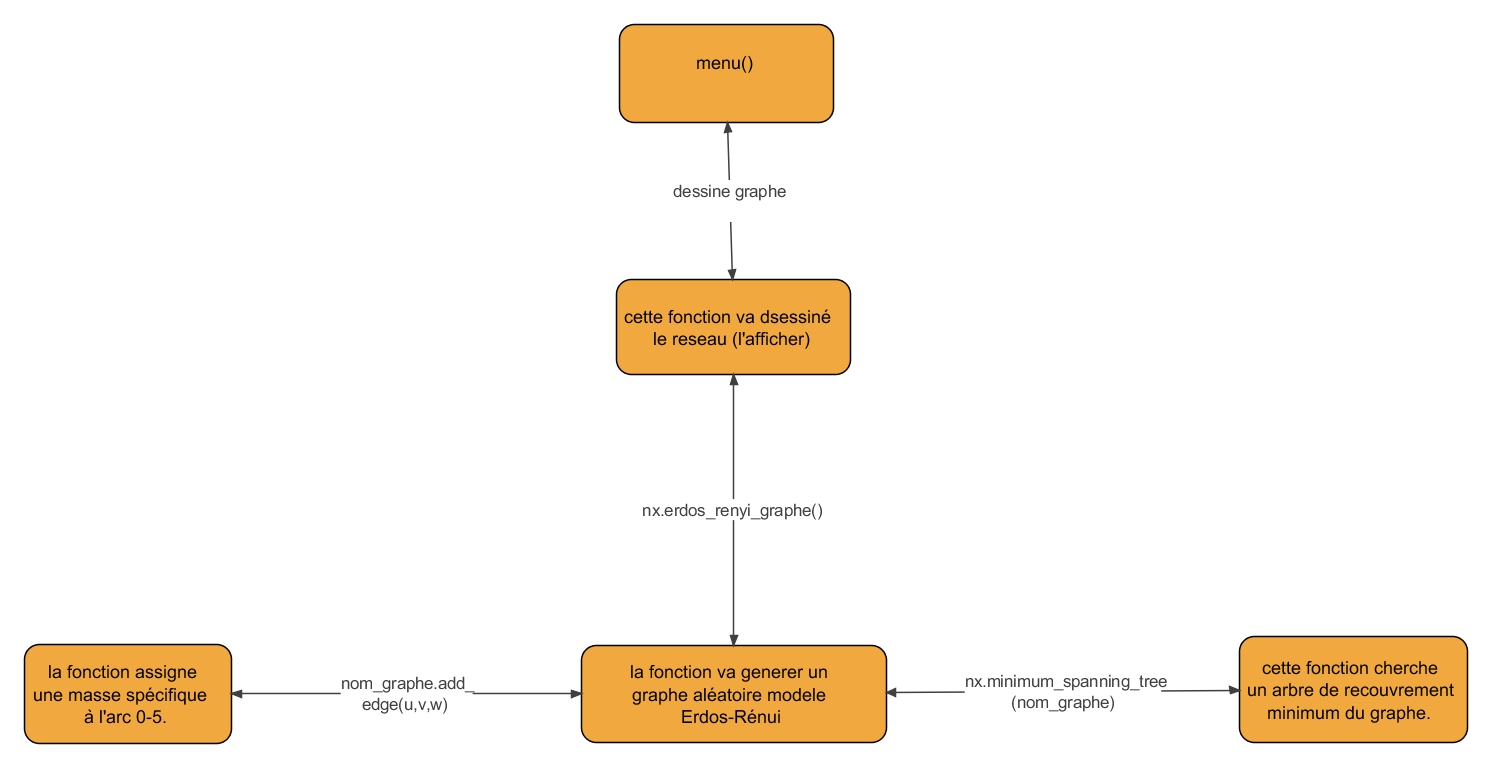 menu()
dessine graphe
cette fonction va dsessiné
le reseau (l'afficher)
nx.erdos_renyi_graphe()
la fonction assigne
une masse spécifique
à l'arc 0-5.
nom_graphe.add_
edge(u,v,w)
la fonction va generer un
graphe aléatoire modele
Erdos-Rénui
nx.minimum_spanning_tree
(nom_graphe)
cette fonction cherche
un arbre de recouvrement
minimum du graphe.